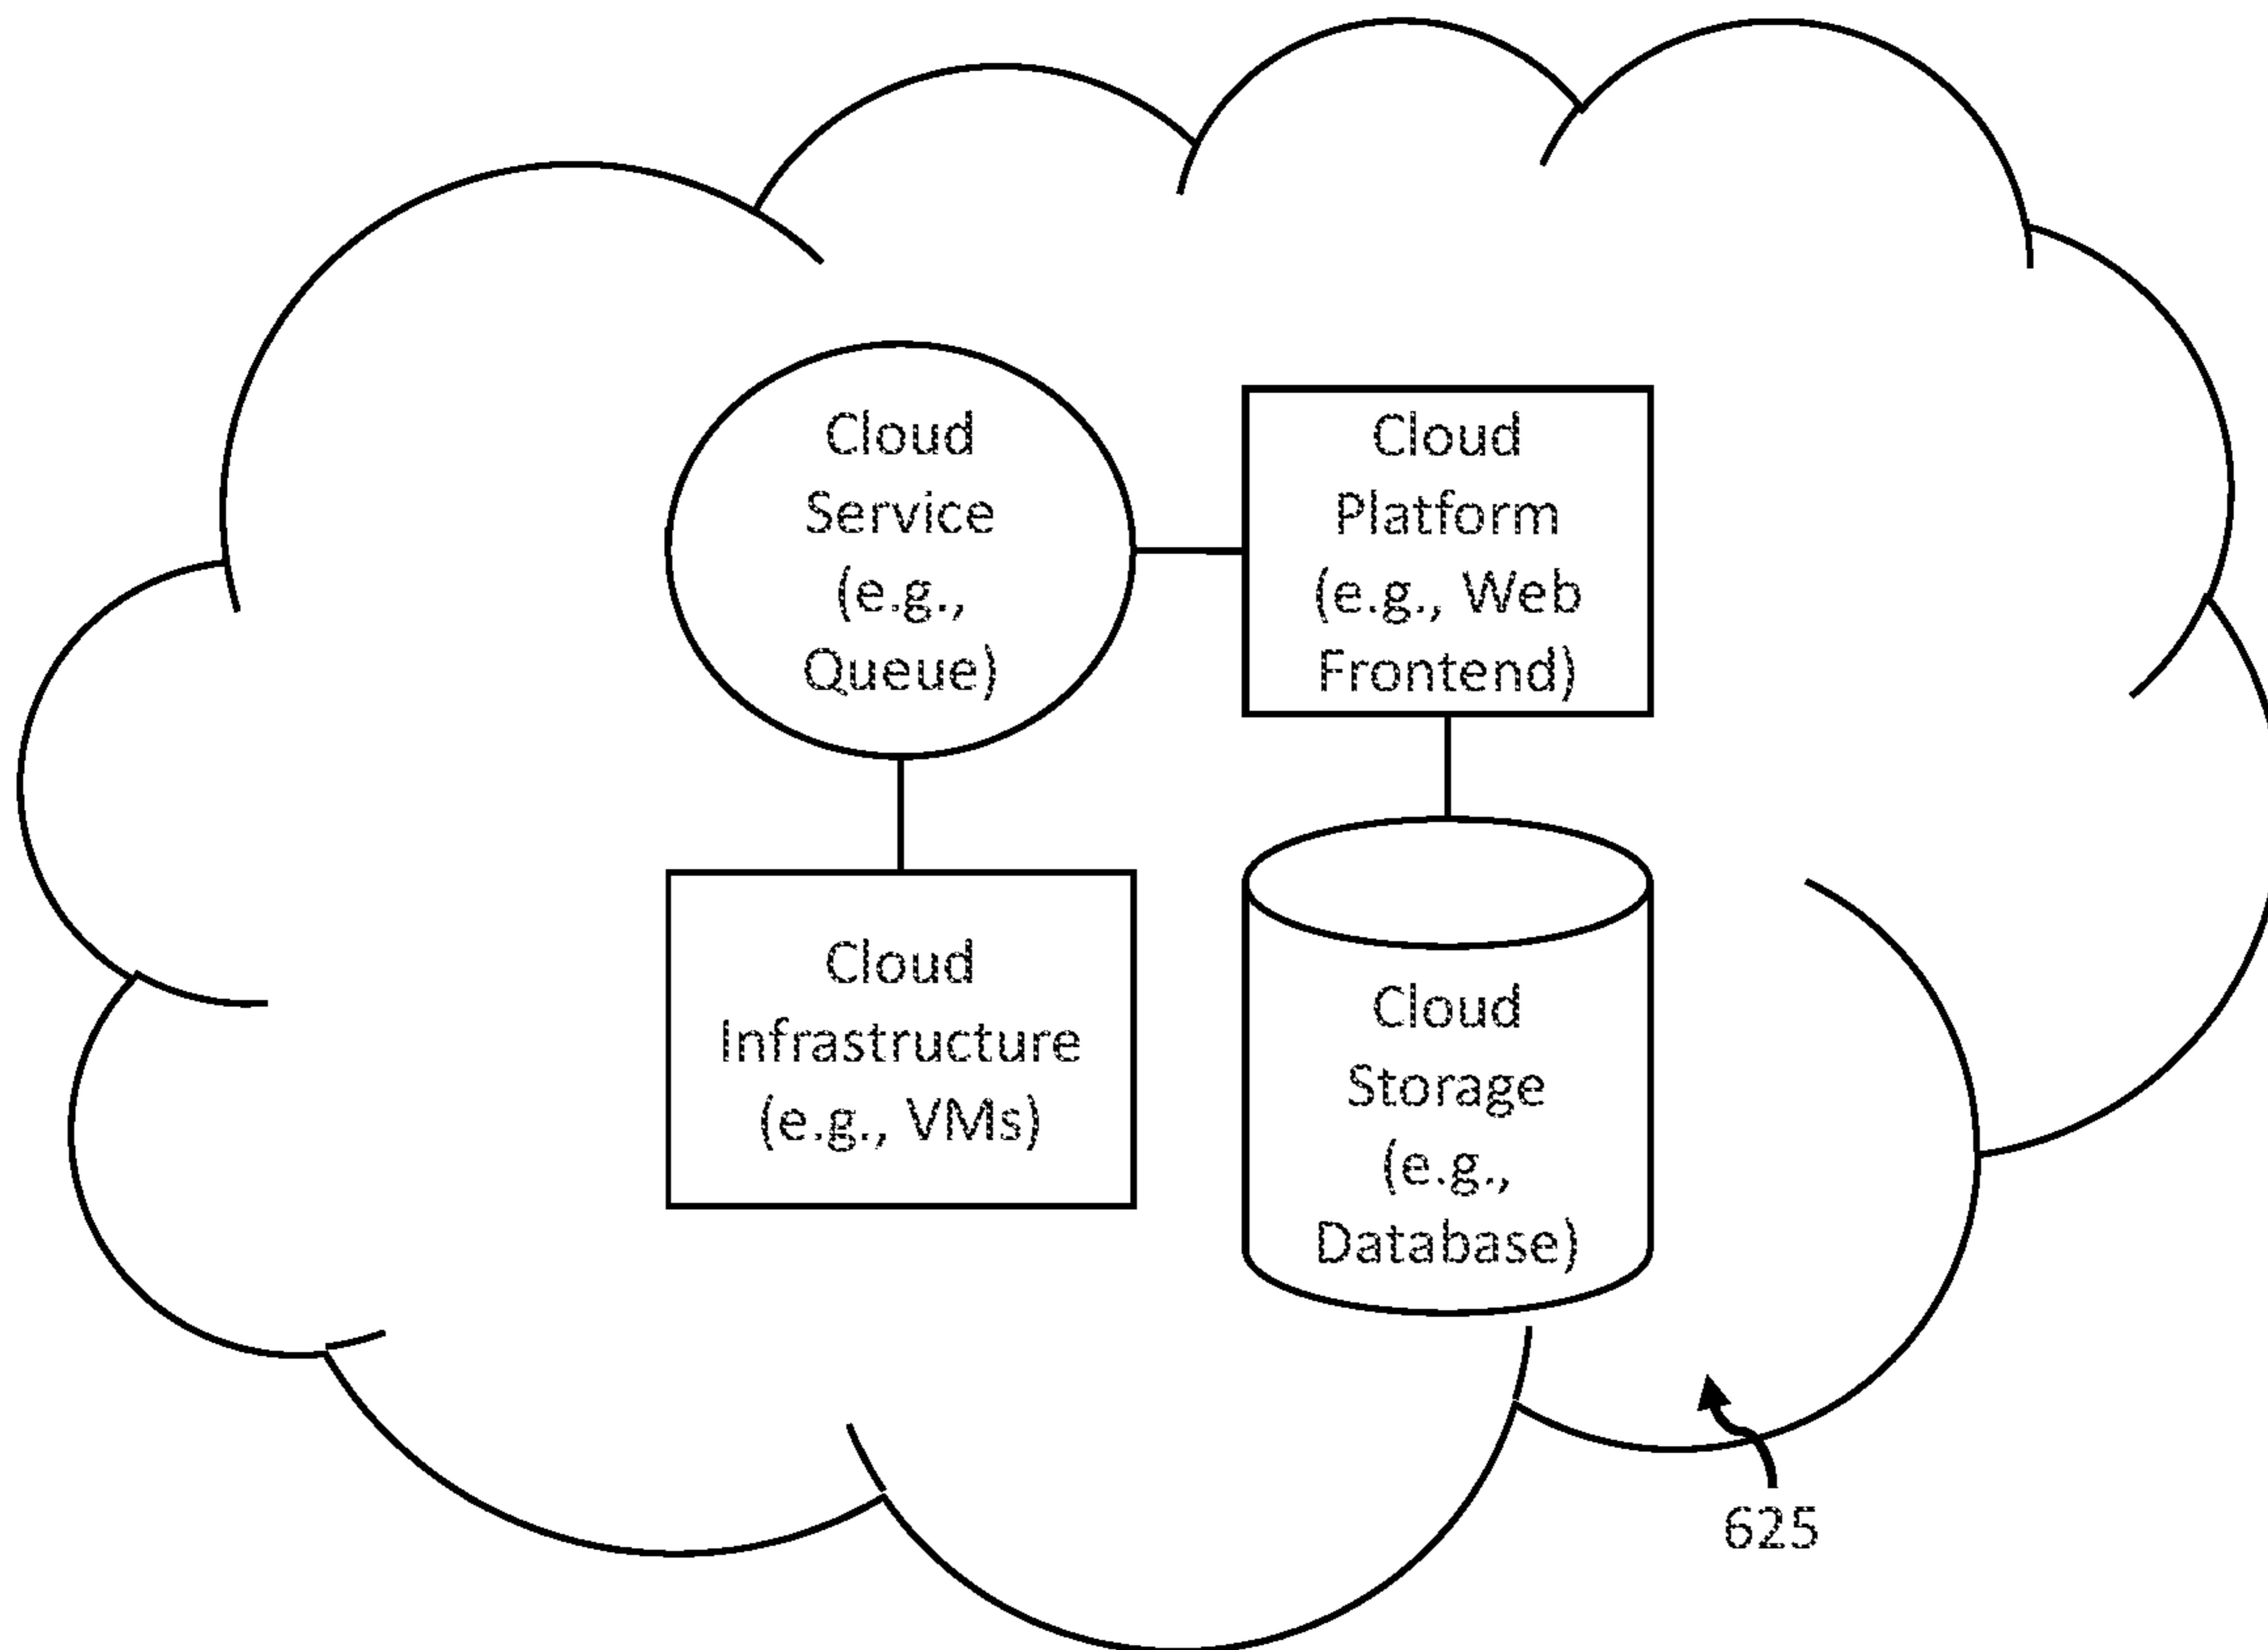 Cloud
Service
(e.g.,
Queue)
Cloud
Platform
(e.g., Web
Frontend)
Cloud
Infrastructure
(e.g., VMs)
Cloud
Storage
(e.g.,
Database)
625